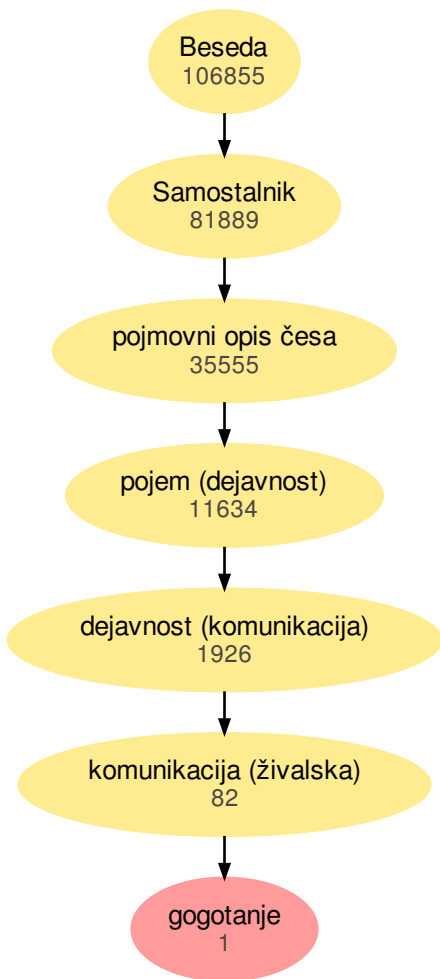 Beseda
106855
Samostalnik
81889
pojmovni opis česa
35555
pojem (dejavnost)
11634
dejavnost (komunikacija)
1926
komunikacija (živalska)
82
gogotanje
1